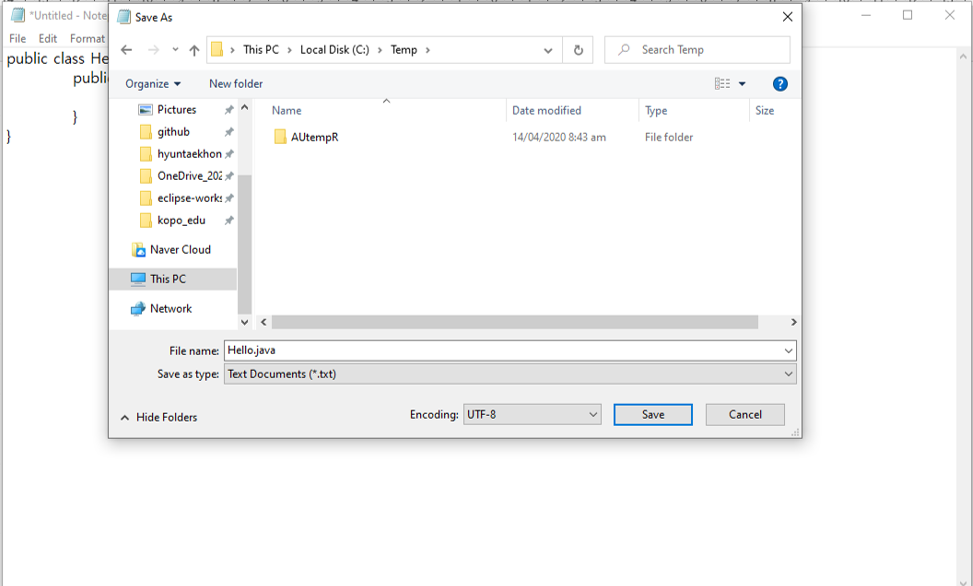 *Untitled - Note
Save As
File Edit Format
public class He
publi
}
}
This PC Local Disk (C:) Temp
Search Temp
Organize New folder
Name Date modified Type Size
Pictures
github
hyuntaekhon
OneDrive_202
eclipse-works
kopo_edu
Naver Cloud
This PC
Network
AUtempR 14/04/2020 8:43 am File folder
File name: Hello.java
Save as type: Text Documents (*.txt)
Hide Folders
Encoding: UTF-8 Save Cancel